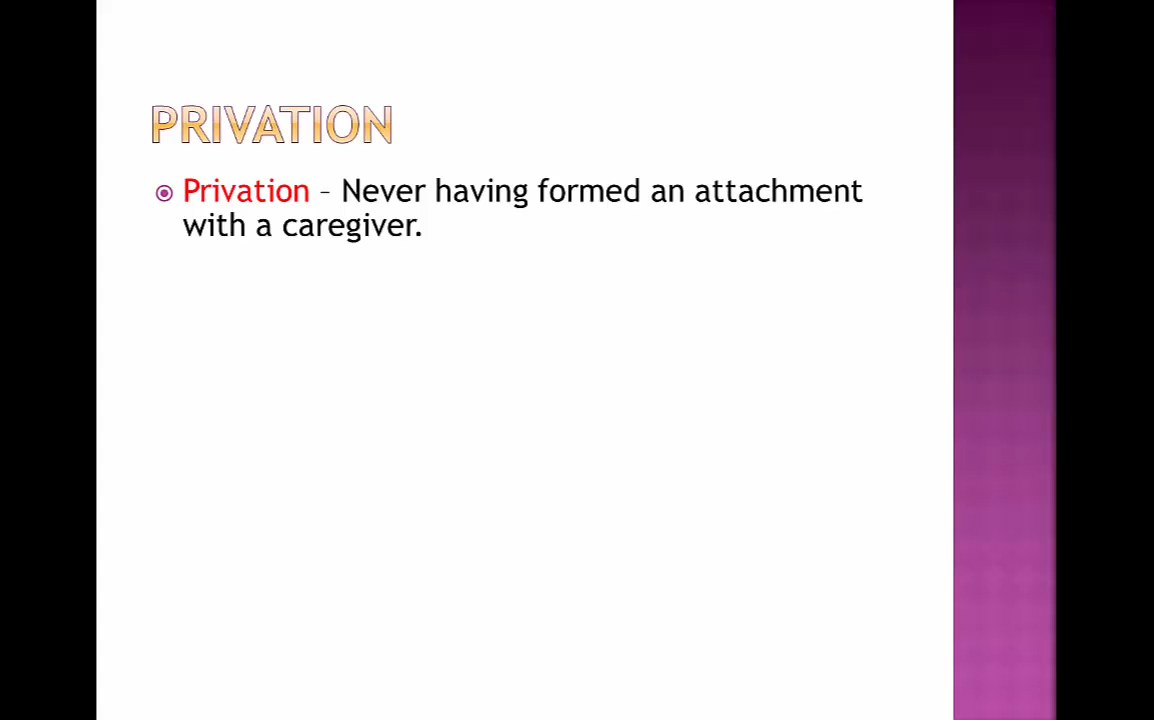 PRIVATION
Privation – Never having formed an attachment
with a caregiver.